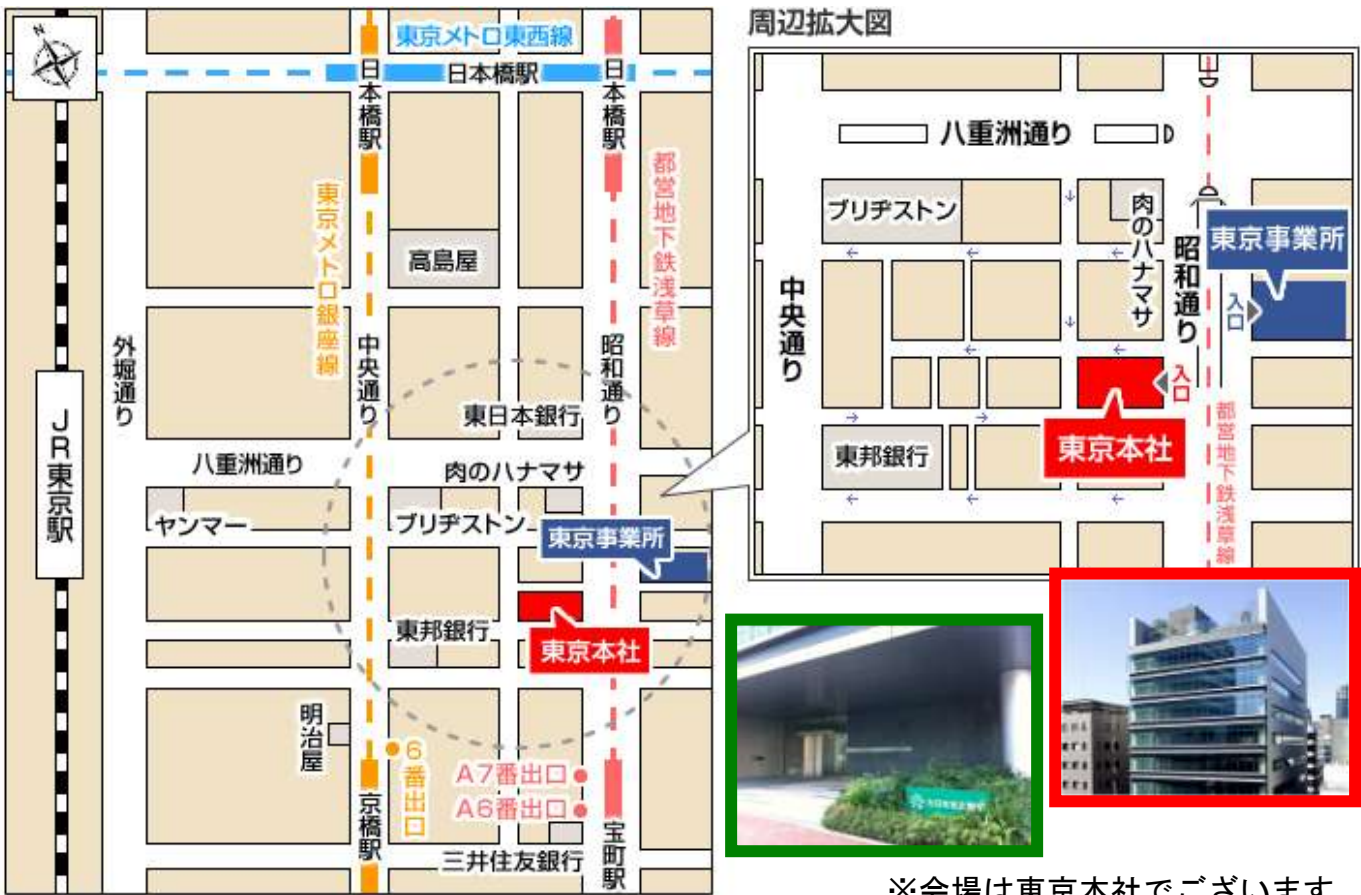 N
東京メトロ東西線
日本橋駅
日本橋駅
日本橋駅
東京メトロ銀座線
都営地下鉄浅草線
高島屋
外堀通り
中央通り
昭和通り
JR東京駅
東日本銀行
八重洲通り
肉のハナマサ
ヤンマー
ブリヂストン
東京事業所
東邦銀行
東京本社
明治屋
6番出口
A7番出口
A6番出口
京橋駅
三井住友銀行
宝町駅
周辺拡大図
八重洲通り
ブリヂストン
肉のハナマサ
昭和通り
東京事業所
中央通り
入口
入口
東京本社
東邦銀行
都営地下鉄浅草線
※会場は東京本社でございます